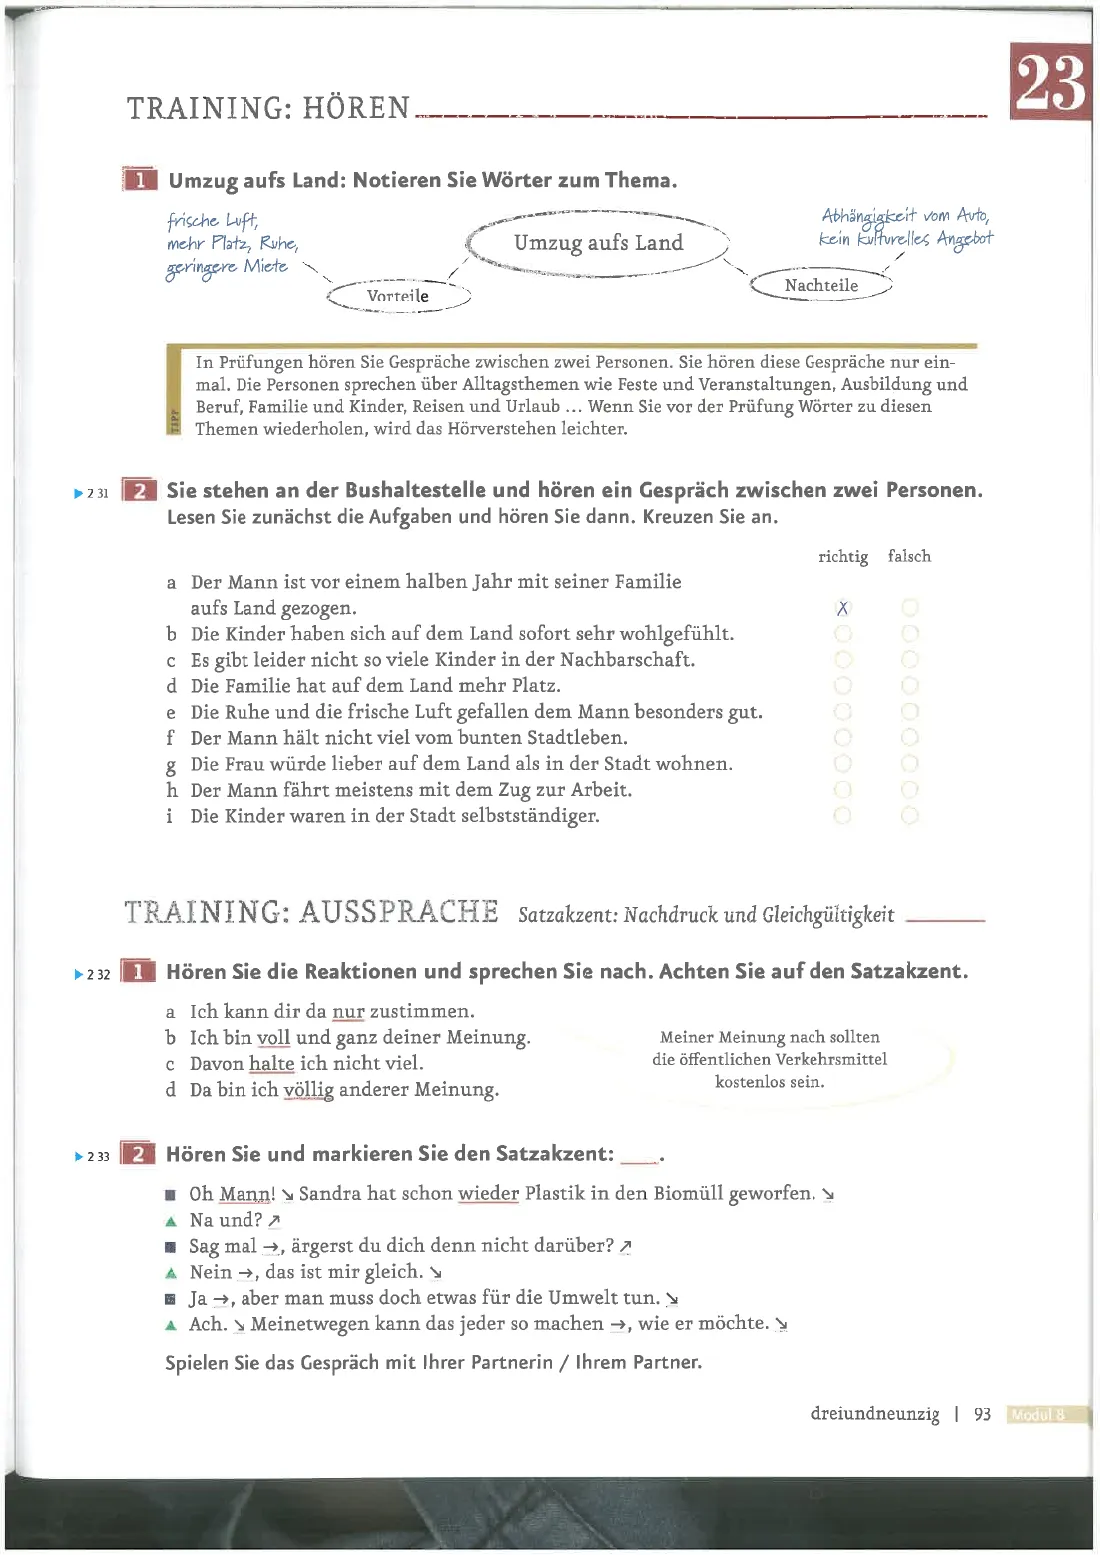 23
TRAINING: HÖREN
1 Umzug aufs Land: Notieren Sie Wörter zum Thema.
frische Luft,
mehr Platz, Ruhe,
geringere Miete
Umzug aufs Land
Abhängigkeit vom Auto,
kein kulturelles Angebot
Vorteile
Nachteile
TIPP
In Prüfungen hören Sie Gespräche zwischen zwei Personen. Sie hören diese Gespräche nur ein-
mal. Die Personen sprechen über Alltagsthemen wie Feste und Veranstaltungen, Ausbildung und
Beruf, Familie und Kinder, Reisen und Urlaub ... Wenn Sie vor der Prüfung Wörter zu diesen
Themen wiederholen, wird das Hörverstehen leichter.
▶ 2 31 2 Sie stehen an der Bushaltestelle und hören ein Gespräch zwischen zwei Personen.
Lesen Sie zunächst die Aufgaben und hören Sie dann. Kreuzen Sie an.
richtig falsch
a Der Mann ist vor einem halben Jahr mit seiner Familie
aufs Land gezogen. X
b Die Kinder haben sich auf dem Land sofort sehr wohlgefühlt.
c Es gibt leider nicht so viele Kinder in der Nachbarschaft.
d Die Familie hat auf dem Land mehr Platz.
e Die Ruhe und die frische Luft gefallen dem Mann besonders gut.
f Der Mann hält nicht viel vom bunten Stadtleben.
g Die Frau würde lieber auf dem Land als in der Stadt wohnen.
h Der Mann fährt meistens mit dem Zug zur Arbeit.
i Die Kinder waren in der Stadt selbstständiger.
TRAINING: AUSSPRACHE Satzakzent: Nachdruck und Gleichgültigkeit
▶ 2 32 1 Hören Sie die Reaktionen und sprechen Sie nach. Achten Sie auf den Satzakzent.
a Ich kann dir da nur zustimmen.
b Ich bin voll und ganz deiner Meinung.
c Davon halte ich nicht viel.
d Da bin ich völlig anderer Meinung.
Meiner Meinung nach sollten
die öffentlichen Verkehrsmittel
kostenlos sein.
▶ 2 33 2 Hören Sie und markieren Sie den Satzakzent: ___.
■ Oh Mann! ↘ Sandra hat schon wieder Plastik in den Biomüll geworfen. ↘
▲ Na und? ↗
■ Sag mal →, ärgerst du dich denn nicht darüber? ↗
▲ Nein →, das ist mir gleich. ↘
■ Ja →, aber man muss doch etwas für die Umwelt tun. ↘
▲ Ach. ↘ Meinetwegen kann das jeder so machen →, wie er möchte. ↘
Spielen Sie das Gespräch mit Ihrer Partnerin / Ihrem Partner.
dreiundneunzig | 93 Modul 8